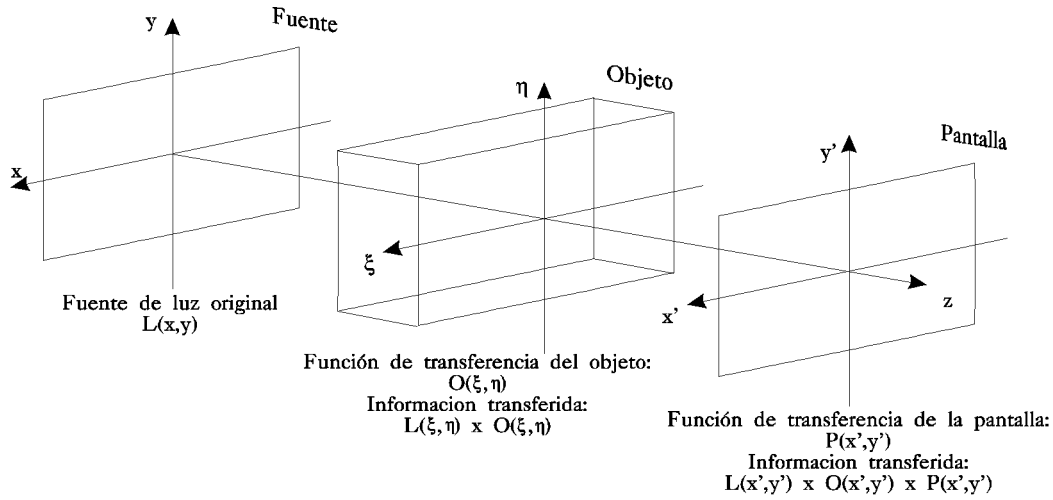 Fuente
y
x
Fuente de luz original
L(x,y)
Objeto
η
ξ
Función de transferencia del objeto:
O(ξ,η)
Informacion transferida:
L(ξ,η) x O(ξ,η)
Pantalla
y'
x'
z
Función de transferencia de la pantalla:
P(x',y')
Informacion transferida:
L(x',y') x O(x',y') x P(x',y')